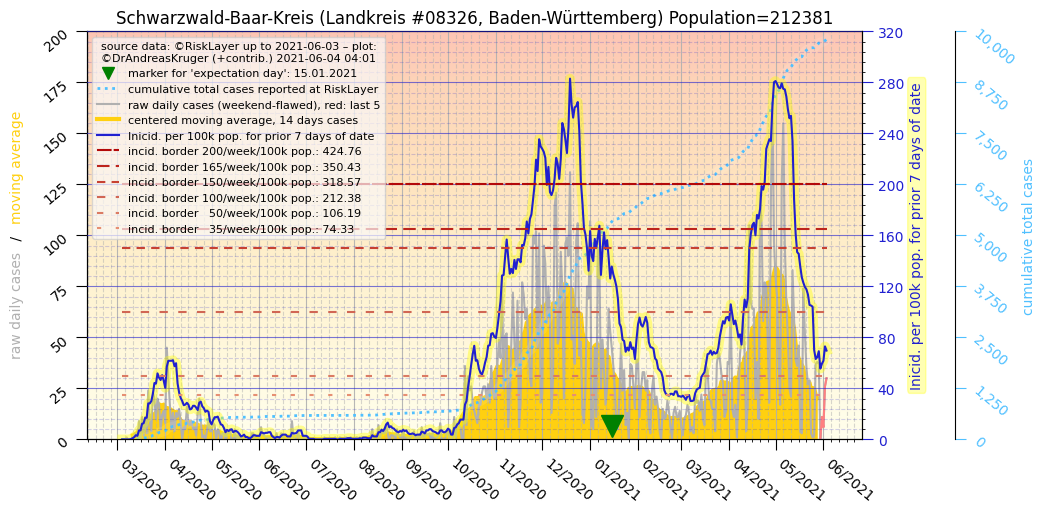 Schwarzwald-Baar-Kreis (Landkreis #08326, Baden-Württemberg) Population=212381
source data: ©RiskLayer up to 2021-06-03 – plot:
©DrAndreasKruger (+contrib.) 2021-06-04 04:01
marker for 'expectation day': 15.01.2021
cumulative total cases reported at RiskLayer
raw daily cases (weekend-flawed), red: last 5
centered moving average, 14 days cases
Inicid. per 100k pop. for prior 7 days of date
incid. border 200/week/100k pop.: 424.76
incid. border 165/week/100k pop.: 350.43
incid. border 150/week/100k pop.: 318.57
incid. border 100/week/100k pop.: 212.38
incid. border   50/week/100k pop.: 106.19
incid. border   35/week/100k pop.: 74.33
raw daily cases / moving average
200
175
150
125
100
75
50
25
0
03/2020
04/2020
05/2020
06/2020
07/2020
08/2020
09/2020
10/2020
11/2020
12/2020
01/2021
02/2021
03/2021
04/2021
05/2021
06/2021
320
280
240
200
160
120
80
40
0
Inicid. per 100k pop. for prior 7 days of date
10,000
8,750
7,500
6,250
5,000
3,750
2,500
1,250
0
cumulative total cases